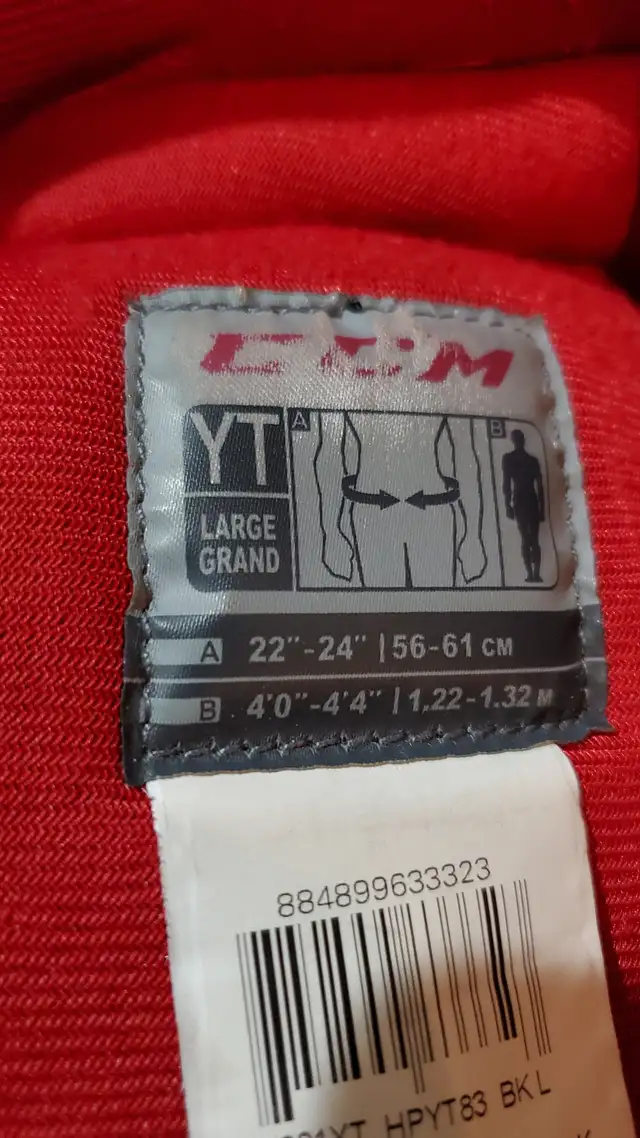 CCM
YT
LARGE
GRAND
A
B
A 22"-24" | 56-61 CM
B 4'0"-4'4" | 1,22-1.32 M
884899633323
HPYT83 BK L